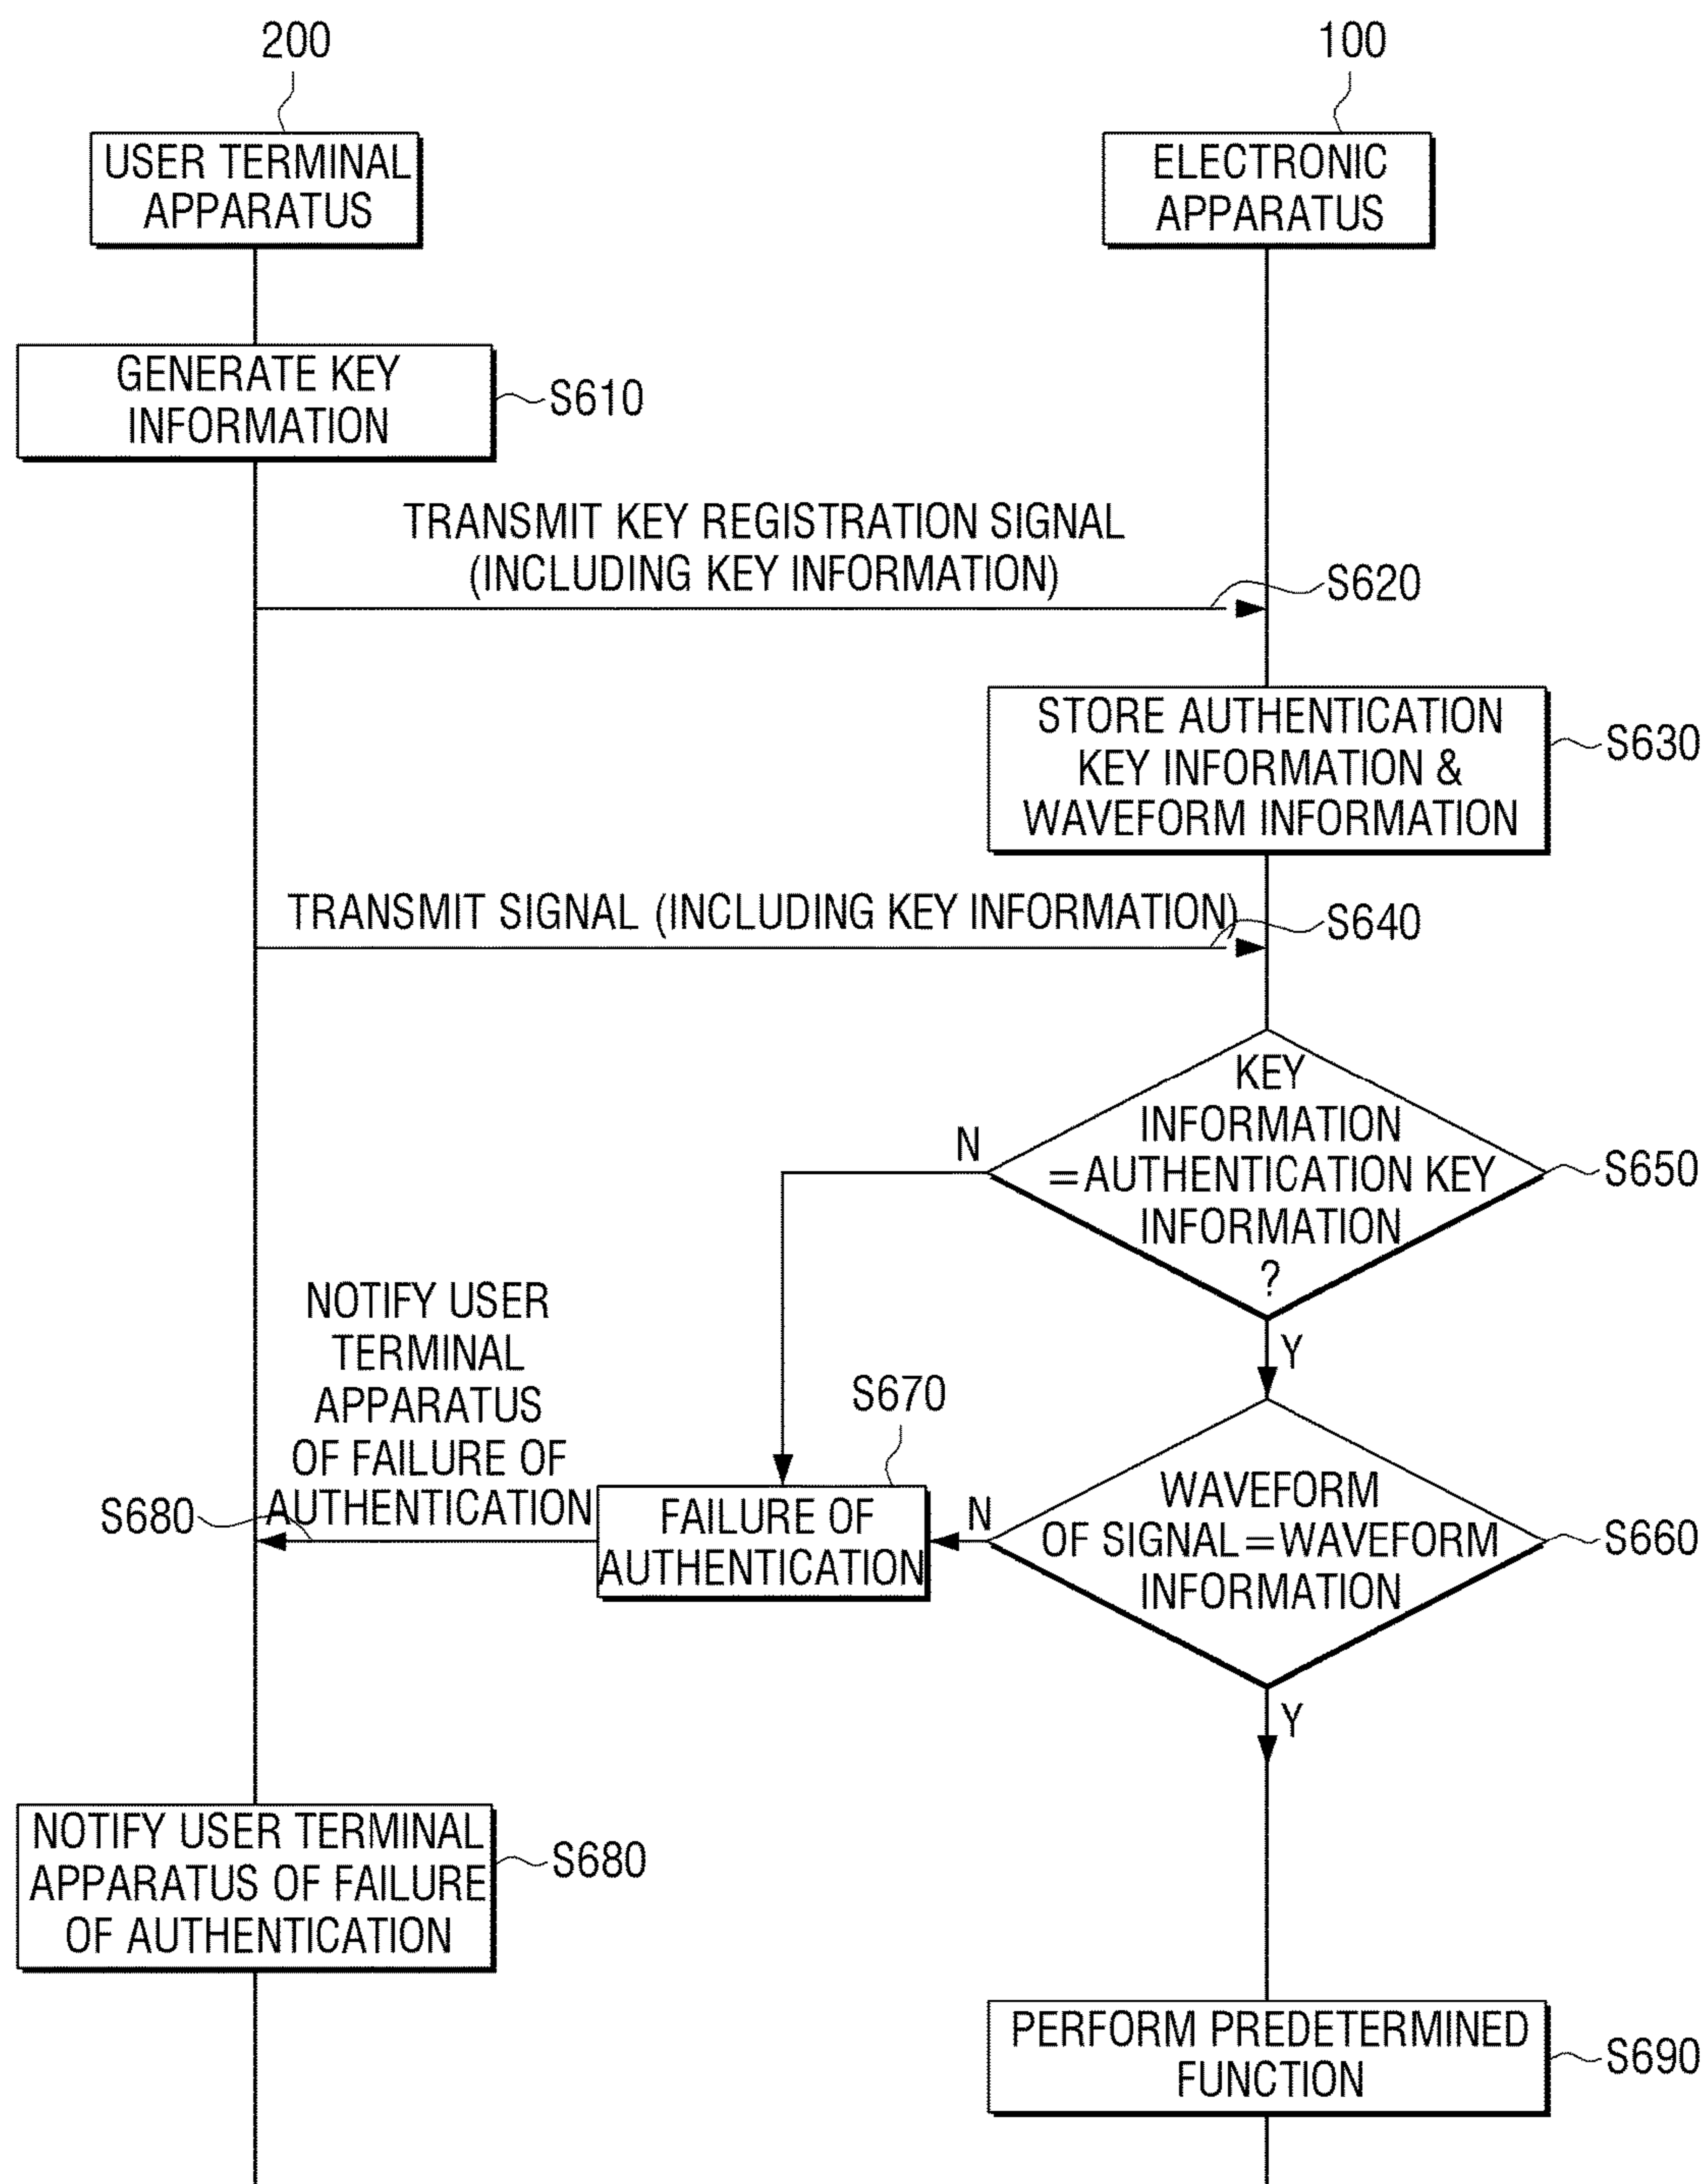 200
100
USER TERMINAL
APPARATUS
ELECTRONIC
APPARATUS
GENERATE KEY
INFORMATION
S610
TRANSMIT KEY REGISTRATION SIGNAL
(INCLUDING KEY INFORMATION)
S620
STORE AUTHENTICATION
KEY INFORMATION &
WAVEFORM INFORMATION
S630
TRANSMIT SIGNAL (INCLUDING KEY INFORMATION)
S640
KEY
INFORMATION
=AUTHENTICATION KEY
INFORMATION
?
S650
N
Y
NOTIFY USER
TERMINAL
APPARATUS
OF FAILURE OF
AUTHENTICATION
S680
S670
FAILURE OF
AUTHENTICATION
N
WAVEFORM
OF SIGNAL=WAVEFORM
INFORMATION
S660
Y
NOTIFY USER TERMINAL
APPARATUS OF FAILURE
OF AUTHENTICATION
S680
PERFORM PREDETERMINED
FUNCTION
S690